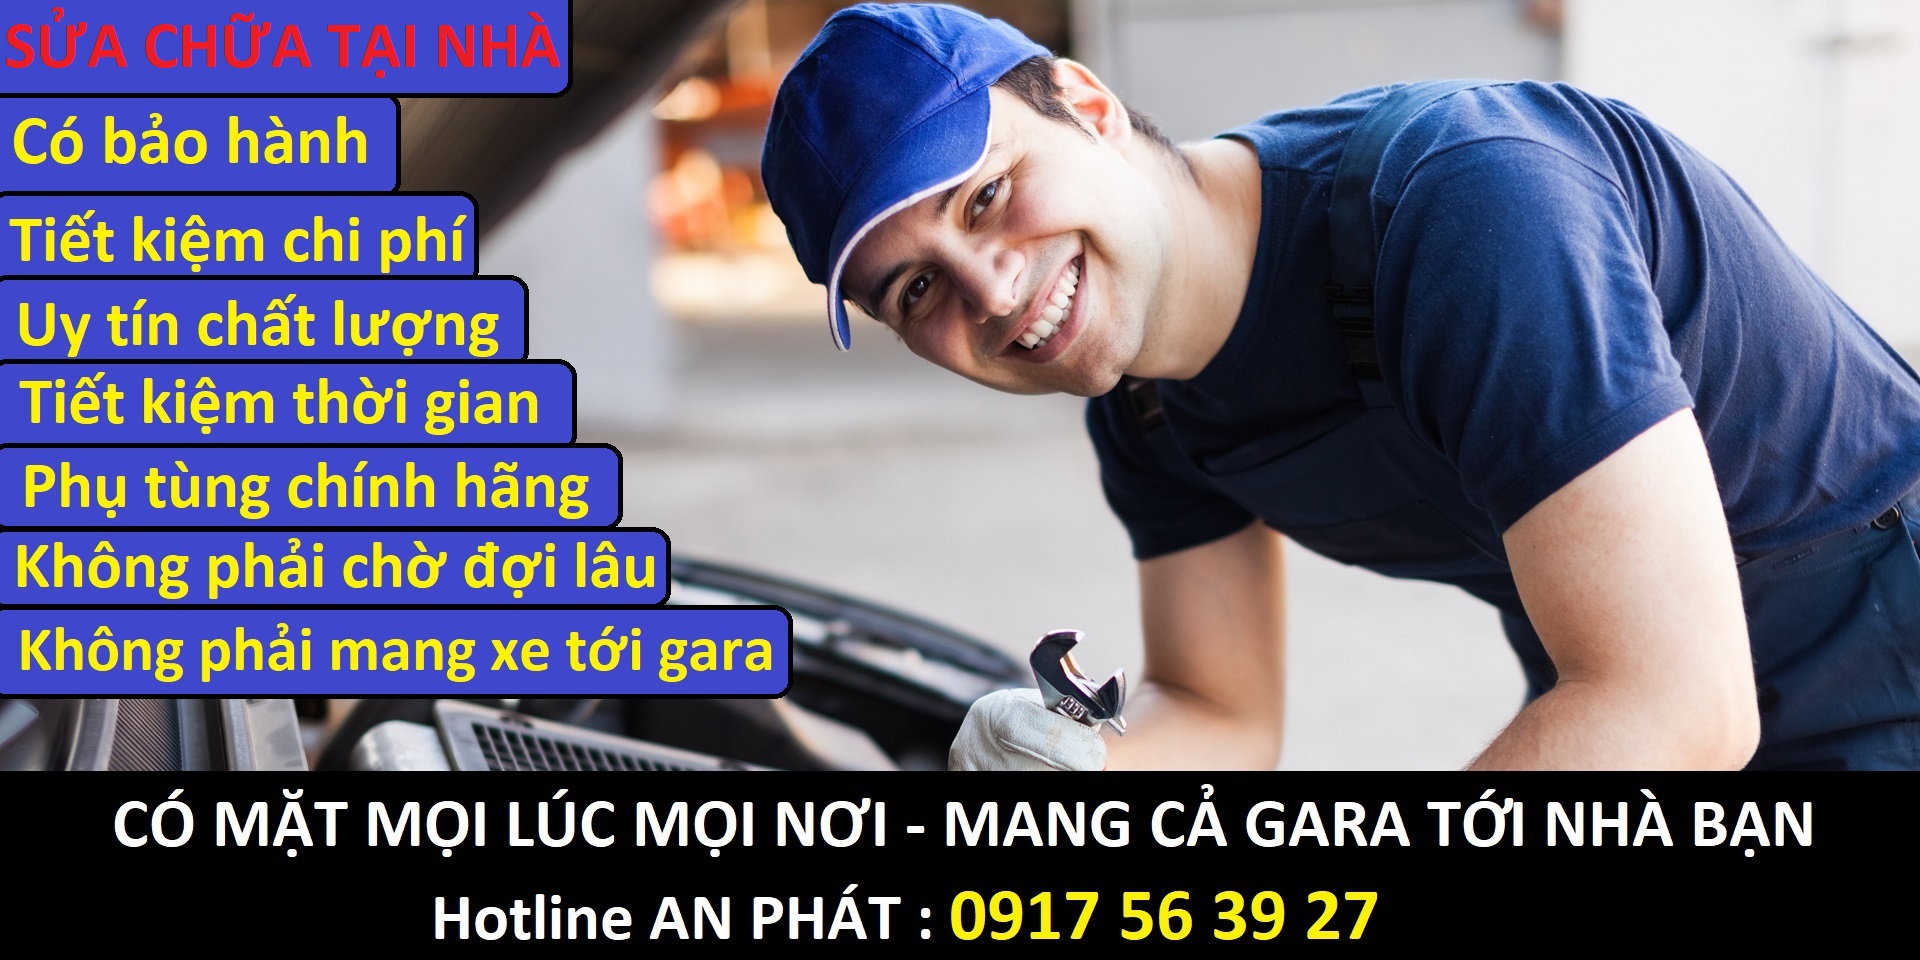 SỬA CHỮA TẠI NHÀ
Có bảo hành
Tiết kiệm chi phí
Uy tín chất lượng
Tiết kiệm thời gian
Phụ tùng chính hãng
Không phải chờ đợi lâu
Không phải mang xe tới gara
CÓ MẶT MỌI LÚC MỌI NƠI - MANG CẢ GARA TỚI NHÀ BẠN
Hotline AN PHÁT : 0917 56 39 27